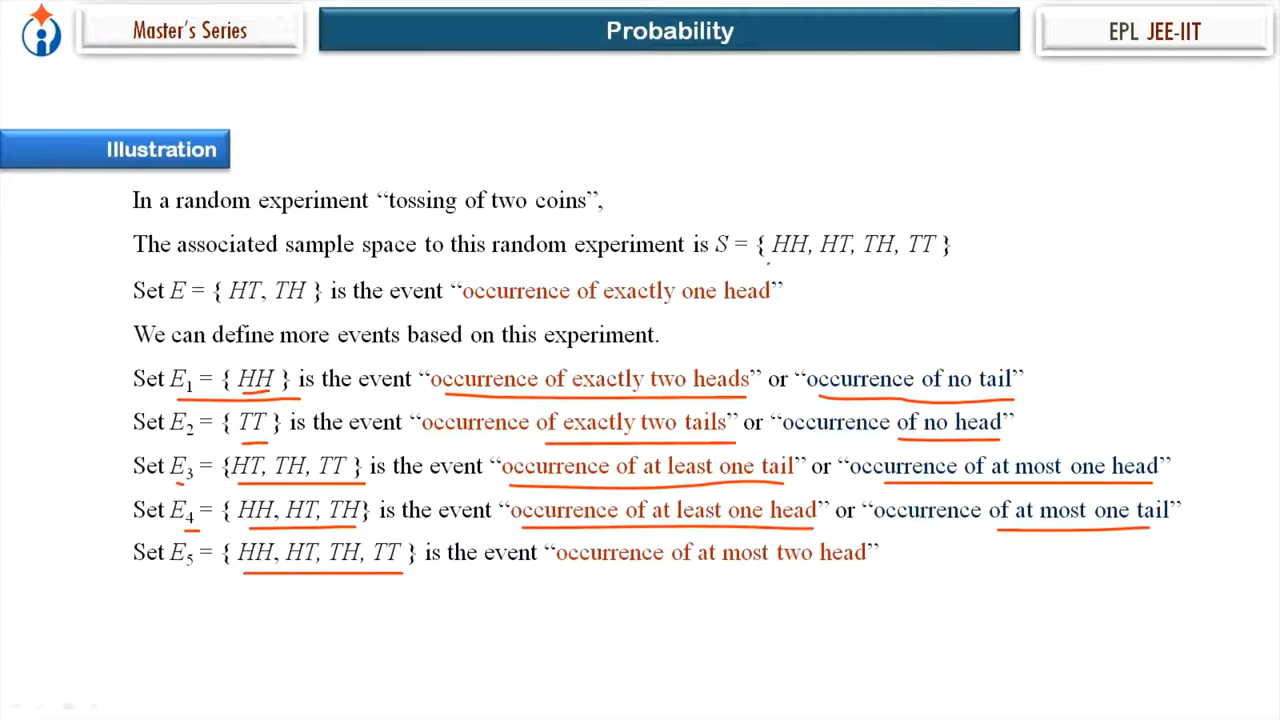 Master's Series
Probability
EPL JEE-IIT
Illustration
In a random experiment “tossing of two coins”,
The associated sample space to this random experiment is S = { HH, HT, TH, TT }
Set E = { HT, TH } is the event “occurrence of exactly one head”
We can define more events based on this experiment.
Set E₁ = { HH } is the event “occurrence of exactly two heads” or “occurrence of no tail”
Set E₂ = { TT } is the event “occurrence of exactly two tails” or “occurrence of no head”
Set E₃ = {HT, TH, TT } is the event “occurrence of at least one tail” or “occurrence of at most one head”
Set E₄ = { HH, HT, TH} is the event “occurrence of at least one head” or “occurrence of at most one tail”
Set E₅ = { HH, HT, TH, TT } is the event “occurrence of at most two head”